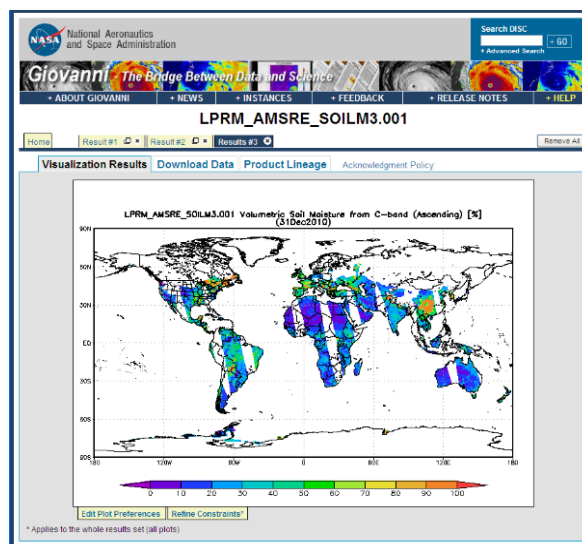 National Aeronautics
and Space Administration
NASA
Search DISC
+ GO
+ Advanced Search
Giovanni - The Bridge Between Data and Science
+ ABOUT GIOVANNI + NEWS + INSTANCES + FEEDBACK + RELEASE NOTES + HELP
LPRM_AMSRE_SOILM3.001
Home Result #1 × Result #2 × Results #3 Remove All
Visualization Results Download Data Product Lineage Acknowledgment Policy
LPRM_AMSRE_SOILM3.001 Volumetric Soil Moisture from C-band (Ascending) [%]
(31Dec2010)
90N
60N
30N
EQ
30S
60S
90S
180 120W 60W 0 60E 120E 180
0 10 20 30 40 50 60 70 80 90 100
Edit Plot Preferences Refine Constraints*
* Applies to the whole results set (all plots)